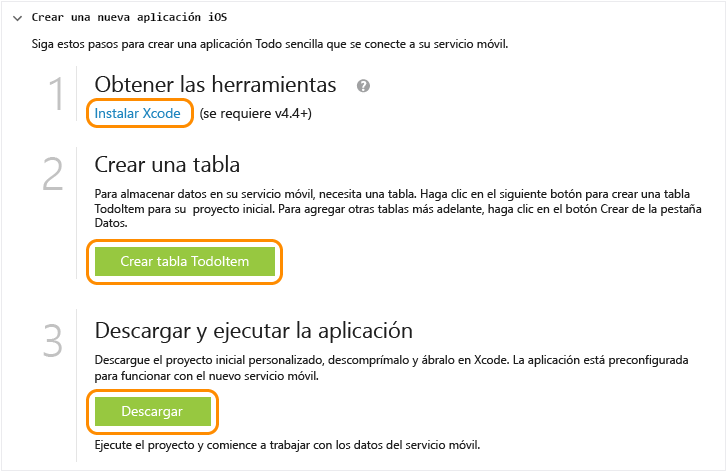 Crear una nueva aplicación iOS
Siga estos pasos para crear una aplicación Todo sencilla que se conecte a su servicio móvil.
1
Obtener las herramientas ?
Instalar Xcode (se requiere v4.4+)
2
Crear una tabla
Para almacenar datos en su servicio móvil, necesita una tabla. Haga clic en el siguiente botón para crear una tabla
TodoItem para su proyecto inicial. Para agregar otras tablas más adelante, haga clic en el botón Crear de la pestaña
Datos.
Crear tabla TodoItem
3
Descargar y ejecutar la aplicación
Descargue el proyecto inicial personalizado, descomprímalo y ábralo en Xcode. La aplicación está preconfigurada
para funcionar con el nuevo servicio móvil.
Descargar
Ejecute el proyecto y comience a trabajar con los datos del servicio móvil.